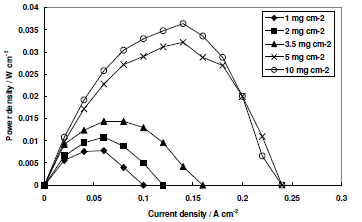 0.04
0.035
0.03
0.025
0.02
0.015
0.01
0.005
0
Power density / W cm-2
0 0.05 0.1 0.15 0.2 0.25 0.3
Current density / A cm-2
1 mg cm-2
2 mg cm-2
3.5 mg cm-2
5 mg cm-2
10 mg cm-2